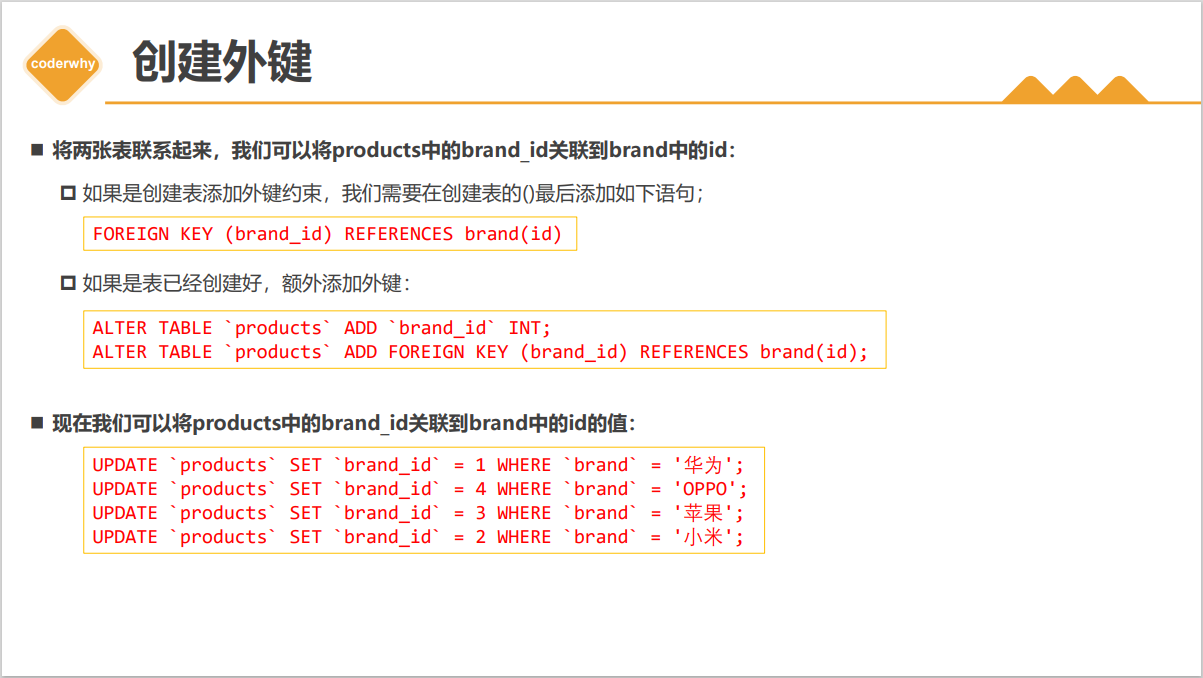 coderwhy
创建外键
将两张表联系起来，我们可以将products中的brand_id关联到brand中的id：
如果是创建表添加外键约束，我们需要在创建表的()最后添加如下语句；
FOREIGN KEY (brand_id) REFERENCES brand(id)
如果是表已经创建好，额外添加外键：
ALTER TABLE `products` ADD `brand_id` INT;
ALTER TABLE `products` ADD FOREIGN KEY (brand_id) REFERENCES brand(id);
现在我们可以将products中的brand_id关联到brand中的id的值：
UPDATE `products` SET `brand_id` = 1 WHERE `brand` = '华为';
UPDATE `products` SET `brand_id` = 4 WHERE `brand` = 'OPPO';
UPDATE `products` SET `brand_id` = 3 WHERE `brand` = '苹果';
UPDATE `products` SET `brand_id` = 2 WHERE `brand` = '小米';